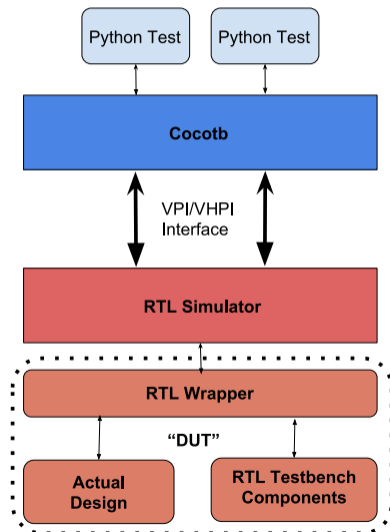 Python Test
Python Test
Cocotb
VPI/VHPI
Interface
RTL Simulator
RTL Wrapper
“DUT”
Actual
Design
RTL Testbench
Components